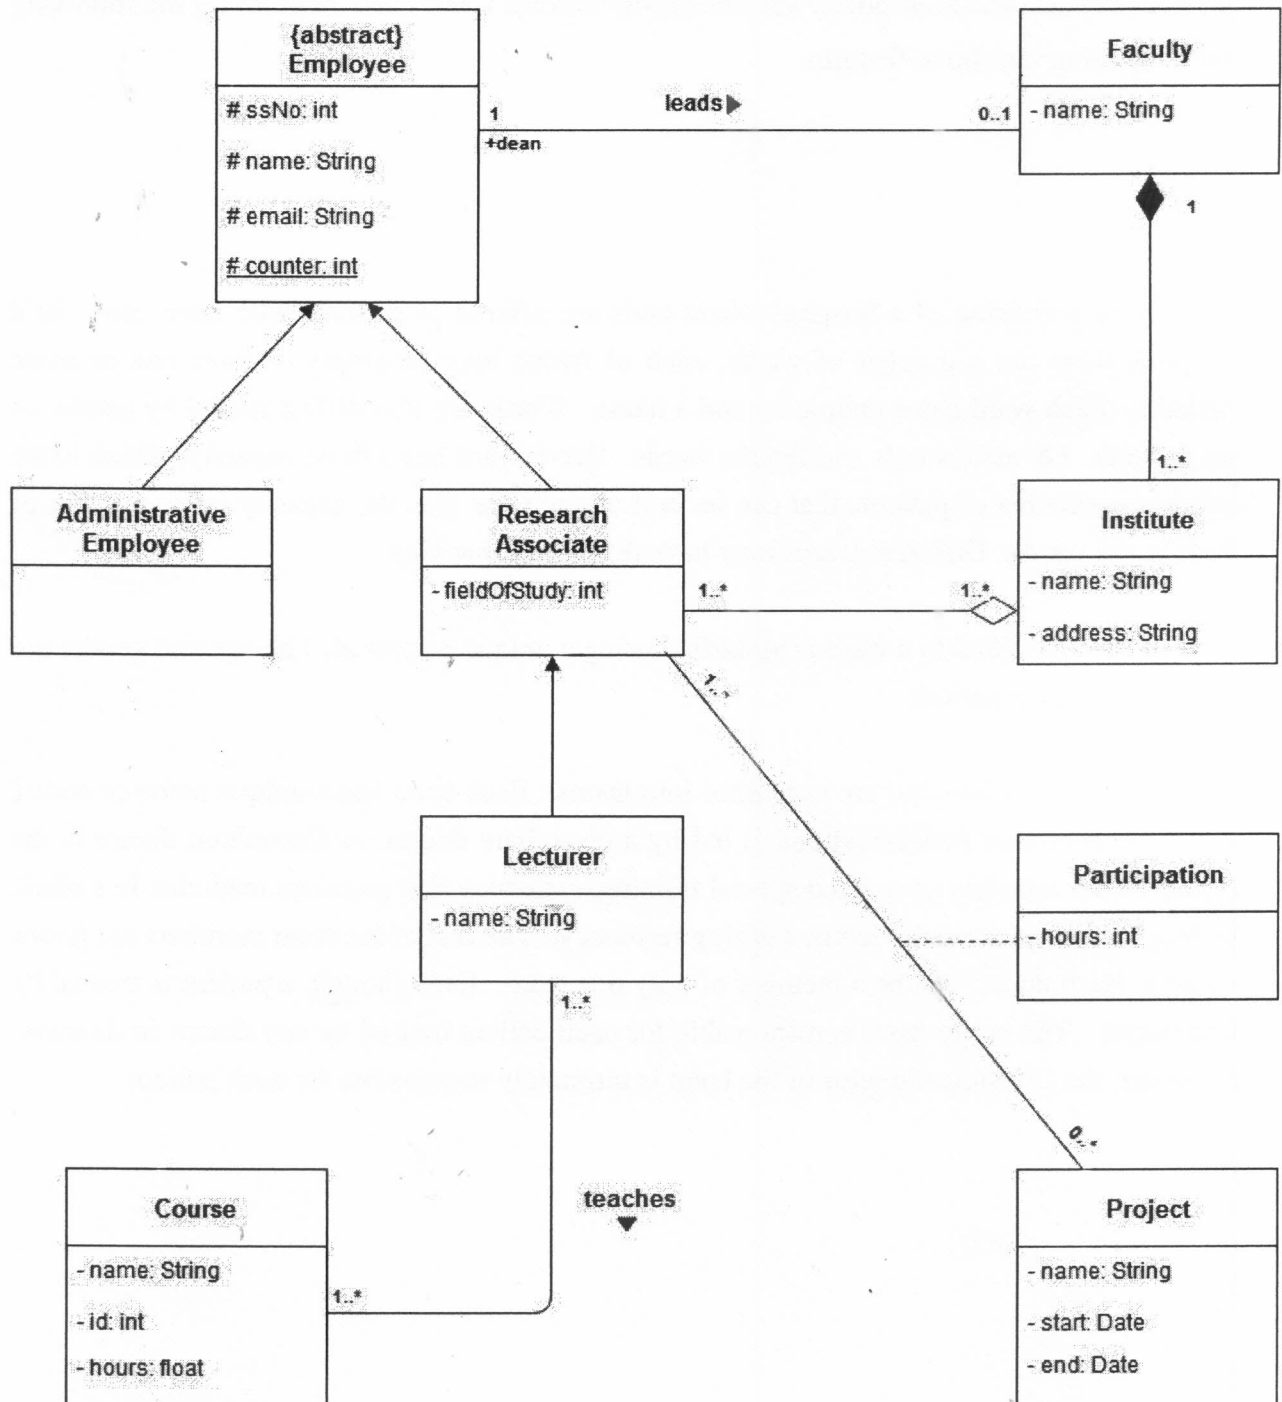 {abstract}
Employee
# ssNo: int
# name: String
# email: String
# counter: int
1
+dean
leads
0..1
Faculty
- name: String
1
1..*
Administrative
Employee
Research
Associate
- fieldOfStudy: int
1..*
1..*
Institute
- name: String
- address: String
1..*
Lecturer
- name: String
1..*
Participation
- hours: int
0..*
Course
- name: String
- id: int
- hours: float
1..*
teaches
Project
- name: String
- start: Date
- end: Date